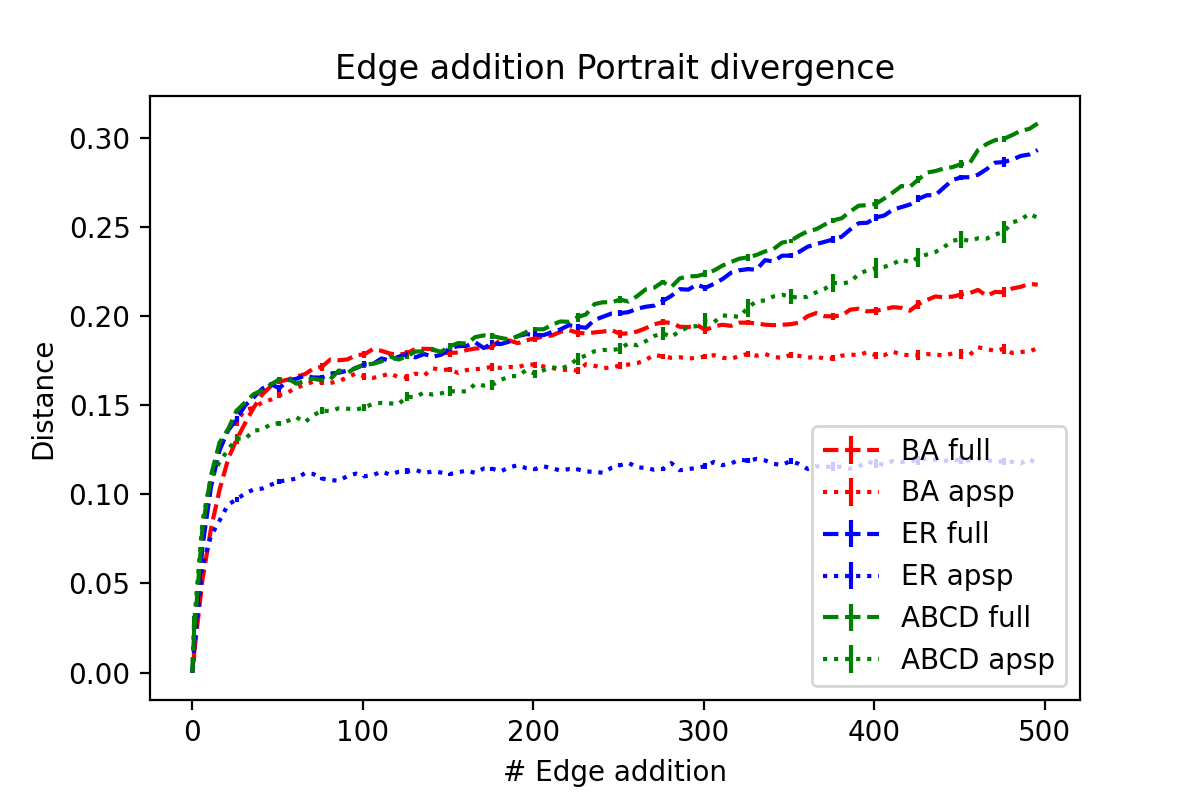 Edge addition Portrait divergence
0.30
0.25
0.20
0.15
0.10
0.05
0.00
Distance
0 100 200 300 400 500
# Edge addition
BA full
BA apsp
ER full
ER apsp
ABCD full
ABCD apsp